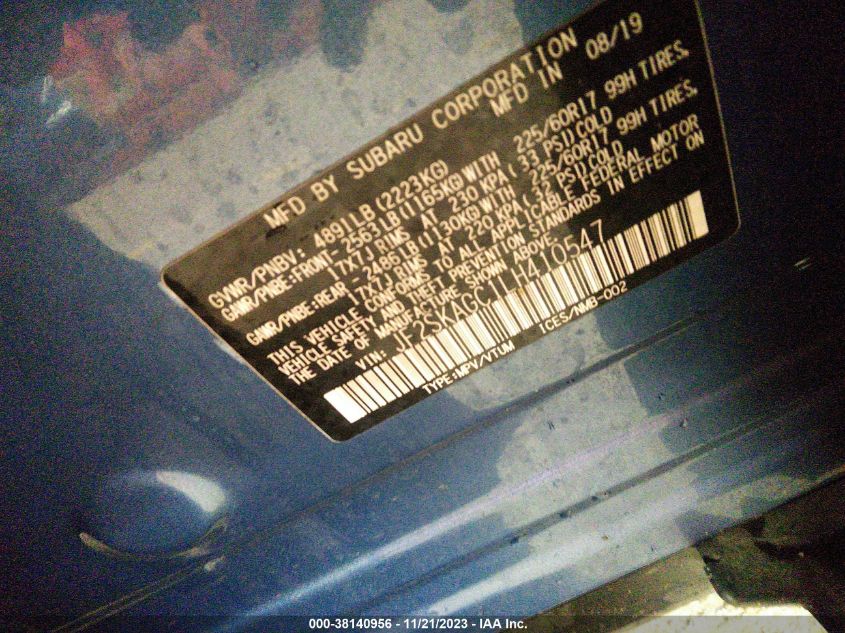 MFD BY SUBARU CORPORATION
MFD IN 08/19
GVWR/PNBV: 4891LB (2223KG)
GAWR/PNBE:FRONT- 2563 LB (1165KG) WITH 225/60R17 99H TIRES,
17X7J RIMS AT 230 KPA ( 33 PSI) COLD
GAWR/PNBE:REAR - 2486 LB (1130KG) WITH 225/60R17 99H TIRES,
17X7J RIMS AT 220 KPA ( 32 PSI) COLD
THIS VEHICLE CONFORMS TO ALL APPLICABLE FEDERAL MOTOR
VEHICLE SAFETY AND THEFT PREVENTION STANDARDS IN EFFECT ON
THE DATE OF MANUFACTURE SHOWN ABOVE.
VIN: JF2SKAGC1LH410547
TYPE:MPV/VTUM ICES/NMB-002
000-38140956 - 11/21/2023 - IAA Inc.